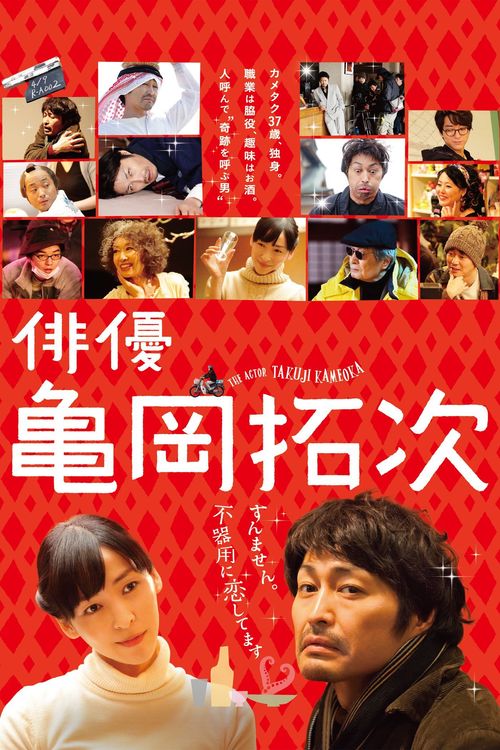 4/9
R-A002
カメタク37歳、独身。
職業は脇役、趣味はお酒。
人呼んで“奇跡を呼ぶ男”
俳優
THE ACTOR TAKUJI KAMEOKA
亀岡拓次
すんません。
不器用に恋してます